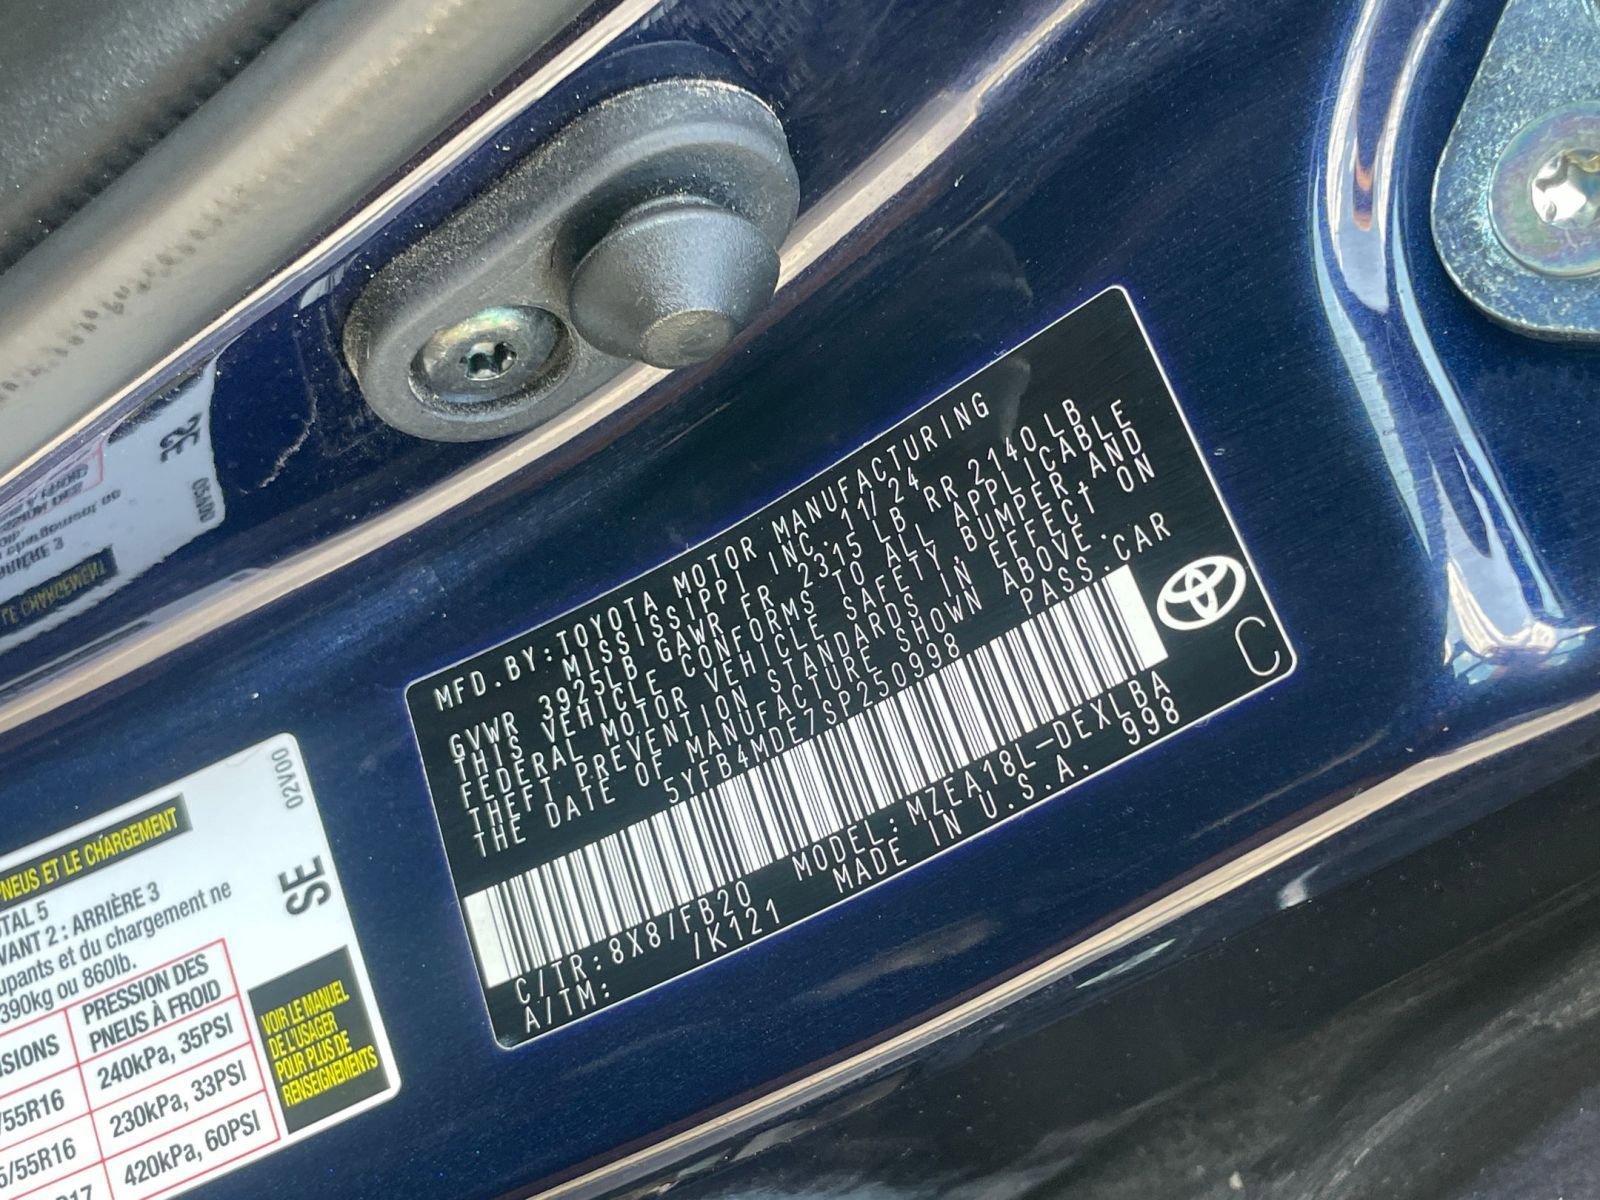 MFD.BY:TOYOTA MOTOR MANUFACTURING
MISSISSIPPI INC. 11/24
GVWR 3925LB GAWR FR 2315 LB RR 2140 LB
THIS VEHICLE CONFORMS TO ALL APPLICABLE
FEDERAL MOTOR VEHICLE SAFETY,BUMPER,AND
THEFT PREVENTION STANDARDS IN EFFECT ON
THE DATE OF MANUFACTURE SHOWN ABOVE.
5YFB4MDE7SP250998 PASS.CAR
C/TR:8X8/FB20 MODEL:MZEA18L-DEXLBA
A/TM: /K121 MADE IN U.S.A. 998
C
02V00
SE
PNEUS ET LE CHARGEMENT
TOTAL 5
AVANT 2 : ARRIÈRE 3
upants et du chargement ne
390kg ou 860lb.
PRESSION DES
PNEUS À FROID
240kPa, 35PSI
/55R16
230kPa, 33PSI
5/55R16
420kPa, 60PSI
VOIR LE MANUEL
DE L'USAGER
POUR PLUS DE
RENSEIGNEMENTS